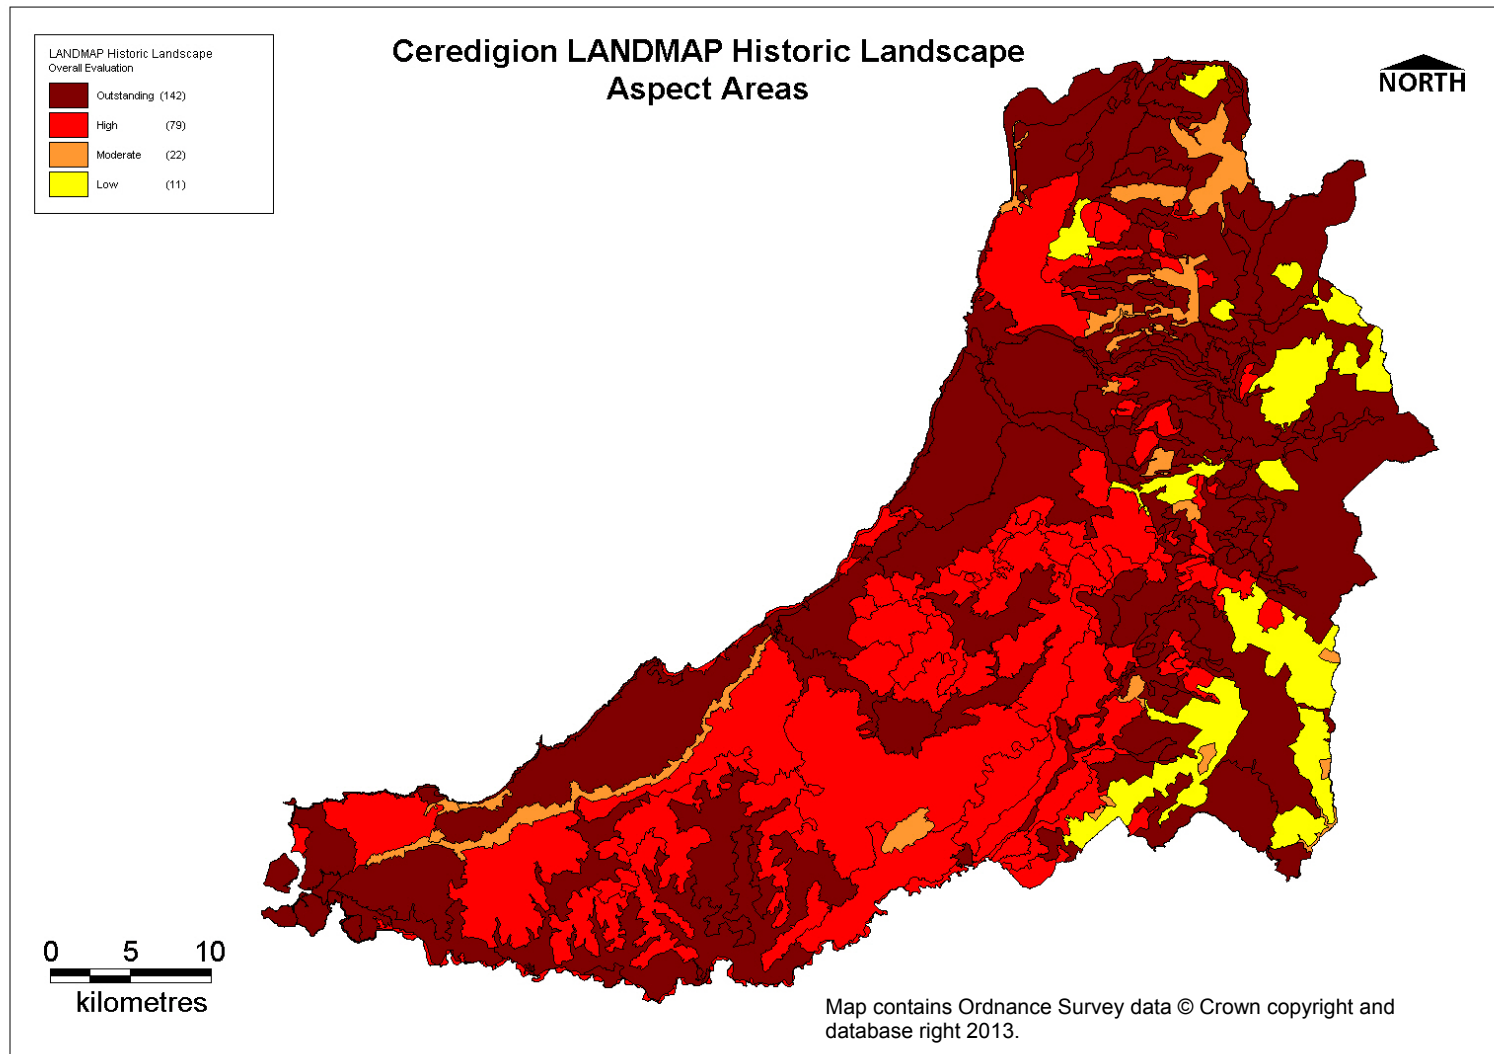 Ceredigion LANDMAP Historic Landscape
Aspect Areas
LANDMAP Historic Landscape
Overall Evaluation
Outstanding (142)
High (79)
Moderate (22)
Low (11)
NORTH
0 5 10
kilometres
Map contains Ordnance Survey data © Crown copyright and
database right 2013.